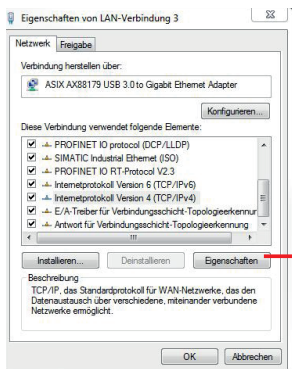 Eigenschaften von LAN-Verbindung 3
Netzwerk Freigabe
Verbindung herstellen über:
ASIX AX88179 USB 3.0 to Gigabit Ethernet Adapter
Konfigurieren...
Diese Verbindung verwendet folgende Elemente:
PROFINET IO protocol (DCP/LLDP)
SIMATIC Industrial Ethernet (ISO)
PROFINET IO RT-Protocol V2.3
Internetprotokoll Version 6 (TCP/IPv6)
Internetprotokoll Version 4 (TCP/IPv4)
E/A-Treiber für Verbindungsschicht-Topologieerkennur
Antwort für Verbindungsschicht-Topologieerkennung
Installieren... Deinstallieren Eigenschaften
Beschreibung
TCP/IP, das Standardprotokoll für WAN-Netzwerke, das den
Datenaustausch über verschiedene, miteinander verbundene
Netzwerke ermöglicht.
OK Abbrechen